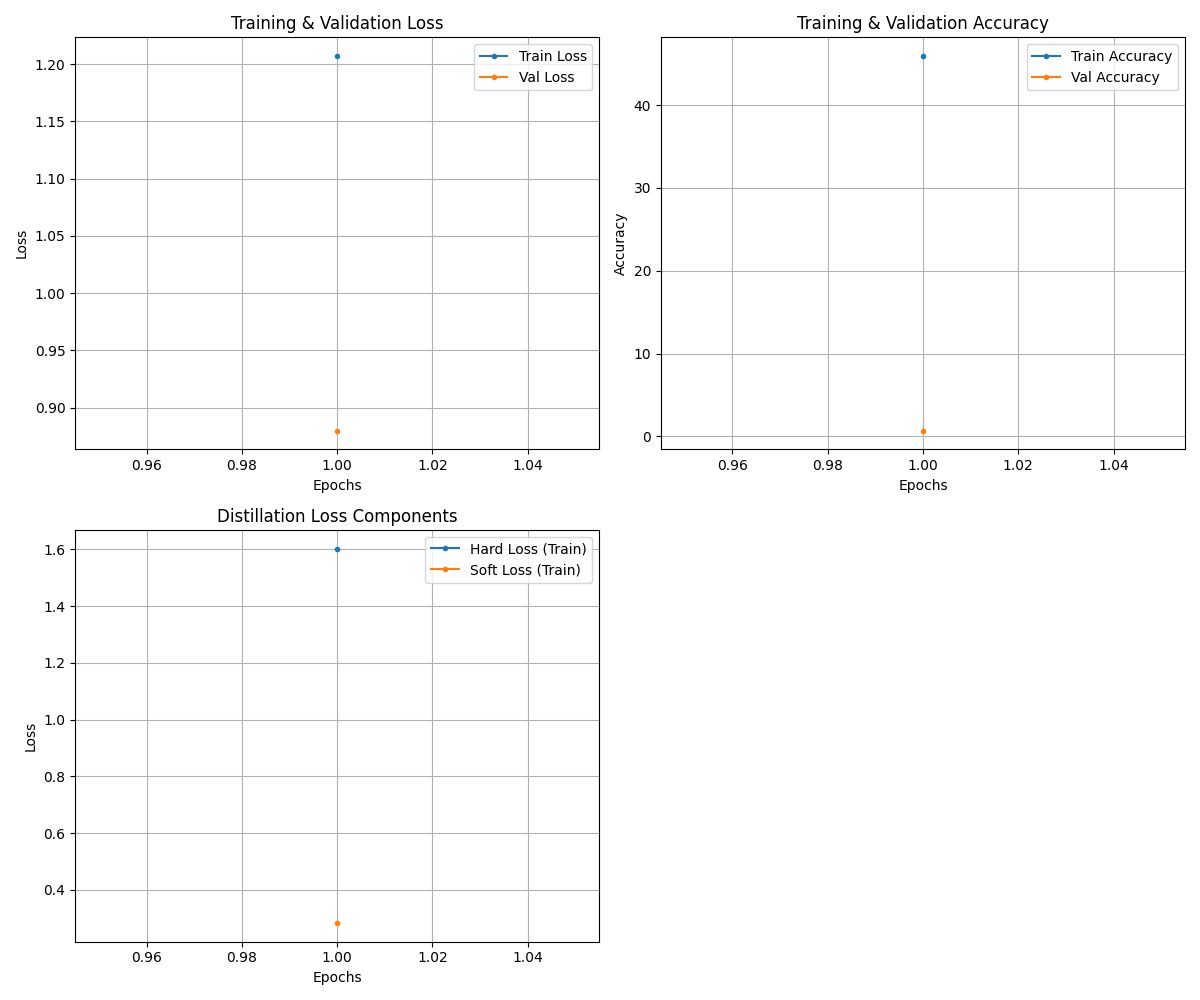 Training & Validation Loss
Train Loss
Val Loss
1.20
1.15
1.10
1.05
1.00
0.95
0.90
Loss
0.96 0.98 1.00 1.02 1.04
Epochs
Training & Validation Accuracy
Train Accuracy
Val Accuracy
40
30
20
10
0
Accuracy
0.96 0.98 1.00 1.02 1.04
Epochs
Distillation Loss Components
Hard Loss (Train)
Soft Loss (Train)
1.6
1.4
1.2
1.0
0.8
0.6
0.4
Loss
0.96 0.98 1.00 1.02 1.04
Epochs